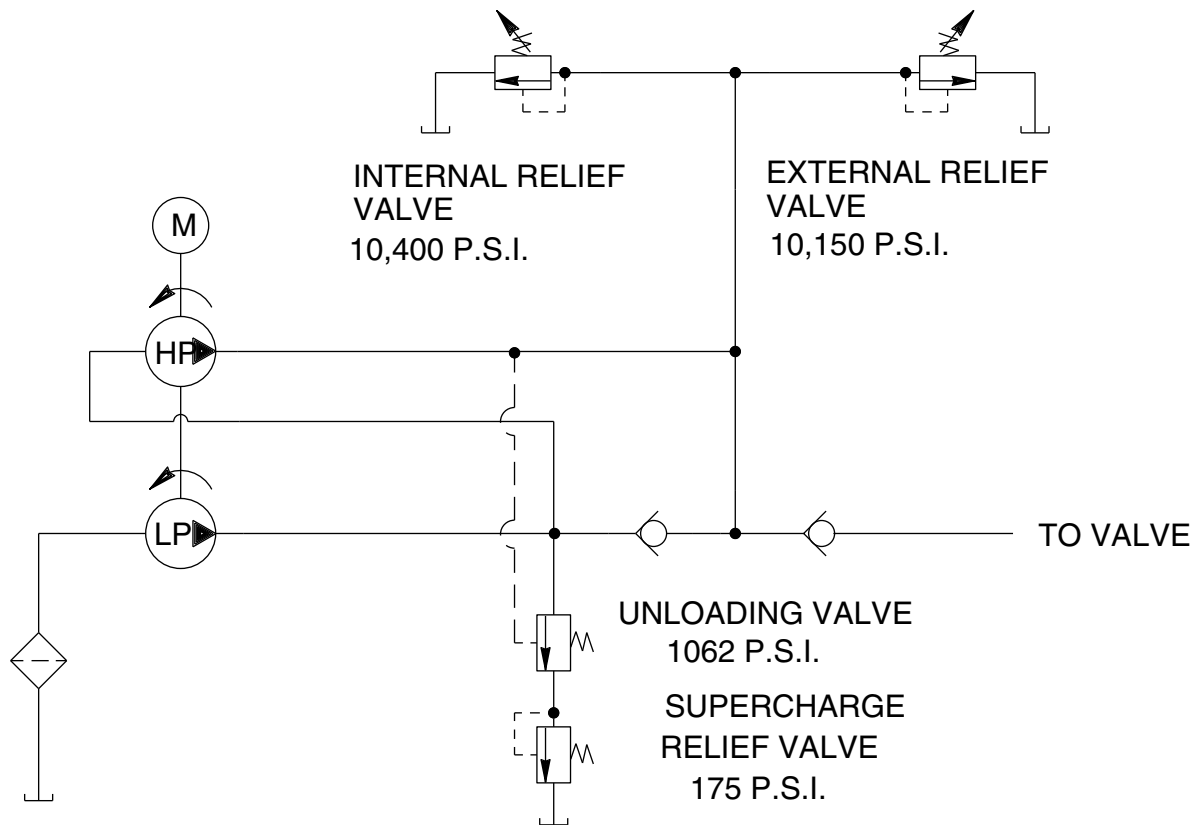 INTERNAL RELIEF
VALVE
10,400 P.S.I.
EXTERNAL RELIEF
VALVE
10,150 P.S.I.
M
HP
LP
TO VALVE
UNLOADING VALVE
1062 P.S.I.
SUPERCHARGE
RELIEF VALVE
175 P.S.I.